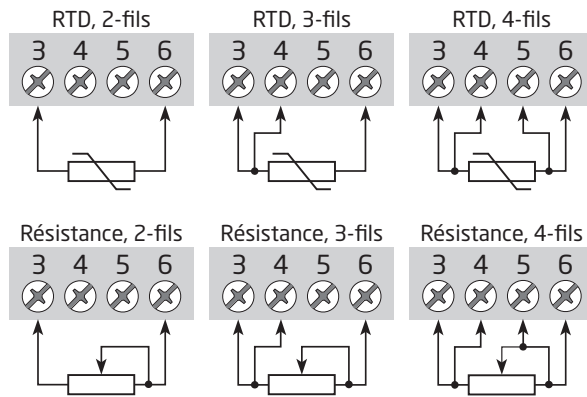 RTD, 2-fils
3 4 5 6
RTD, 3-fils
3 4 5 6
RTD, 4-fils
3 4 5 6
Résistance, 2-fils
3 4 5 6
Résistance, 3-fils
3 4 5 6
Résistance, 4-fils
3 4 5 6